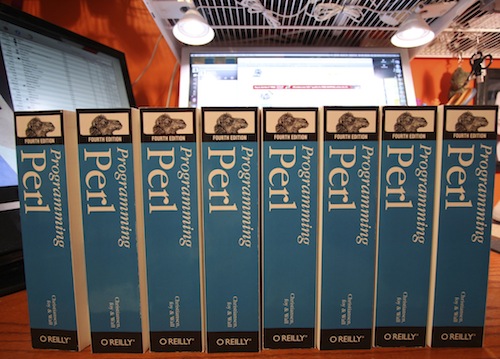 FOURTH EDITION
Programming
Perl
Christiansen,
foy & Wall
O'REILLY®
FOURTH EDITION
Programming
Perl
Christiansen,
foy & Wall
O'REILLY®
FOURTH EDITION
Programming
Perl
Christiansen,
foy & Wall
O'REILLY®
FOURTH EDITION
Programming
Perl
Christiansen,
foy & Wall
O'REILLY®
FOURTH EDITION
Programming
Perl
Christiansen,
foy & Wall
O'REILLY®
FOURTH EDITION
Programming
Perl
Christiansen,
foy & Wall
O'REILLY®
FOURTH EDITION
Programming
Perl
Christiansen,
foy & Wall
O'REILLY®
FOURTH EDITION
Programming
Perl
Christiansen,
foy & Wall
O'REILLY®